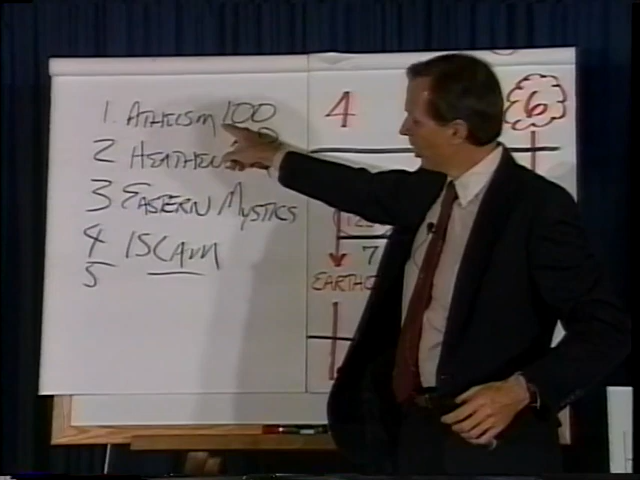 1. ATHEISM 100
2 HEATHEN
3 EASTERN MYSTICS
4 ISLAM
5
4
6
7
EARTH